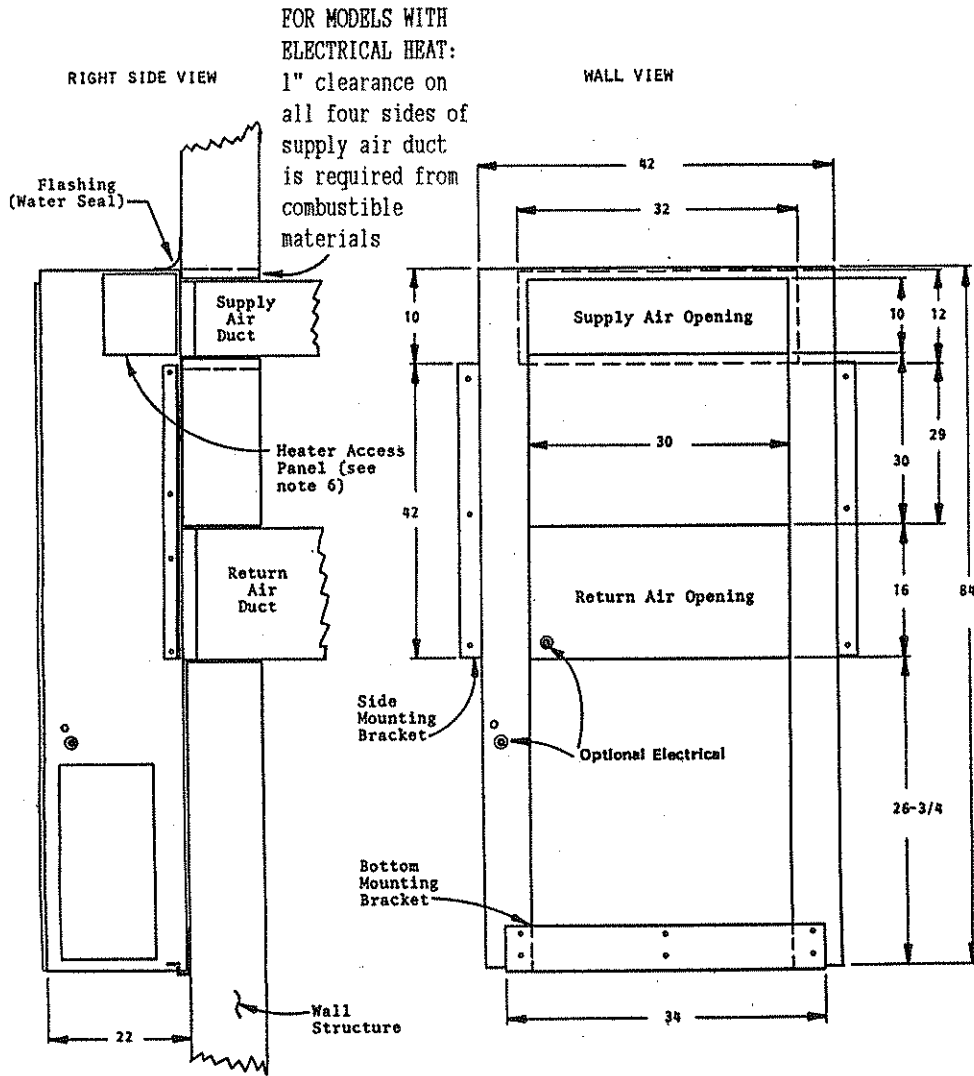 FOR MODELS WITH
ELECTRICAL HEAT:
1" clearance on
all four sides of
supply air duct
is required from
combustible
materials
RIGHT SIDE VIEW
WALL VIEW
Flashing
(Water Seal)
42
32
10
Supply
Air
Duct
Supply Air Opening
10
12
Heater Access
Panel (see
note 6)
30
29
30
42
Return
Air
Duct
Return Air Opening
16
84
Side
Mounting
Bracket
Optional Electrical
26-3/4
Bottom
Mounting
Bracket
22
Wall
Structure
34